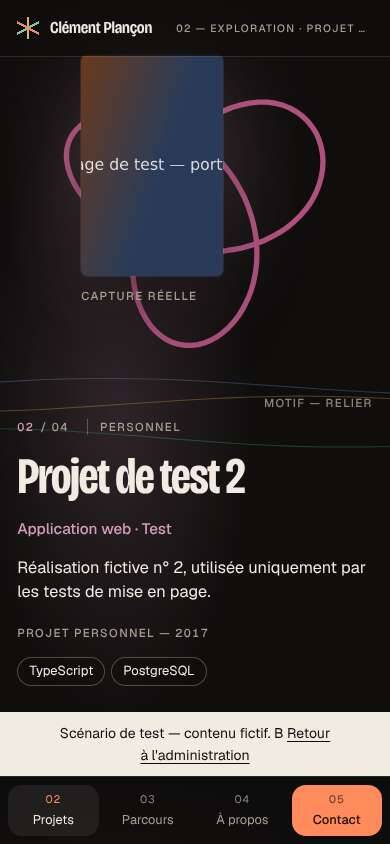 Clément Plançon
02 — EXPLORATION · PROJET …
age de test — port
CAPTURE RÉELLE
MOTIF — RELIER
02 / 04 PERSONNEL
Projet de test 2
Application web · Test
Réalisation fictive n° 2, utilisée uniquement par
les tests de mise en page.
PROJET PERSONNEL — 2017
TypeScript PostgreSQL
Scénario de test — contenu fictif. B Retour
à l'administration
02 03 04 05
Projets Parcours À propos Contact